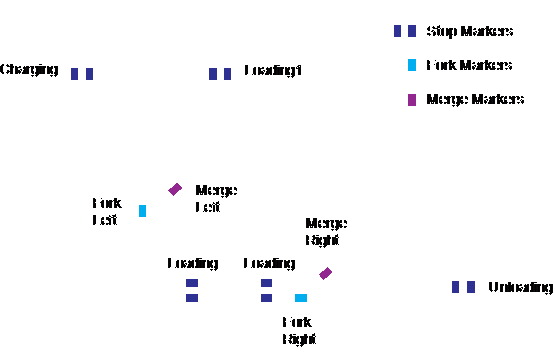 Stop Markers
Charging
Loading1
Fork Markers
Merge Markers
Merge
Left
Fork
Left
Merge
Right
Loading
Loading
Unloading
Fork
Right